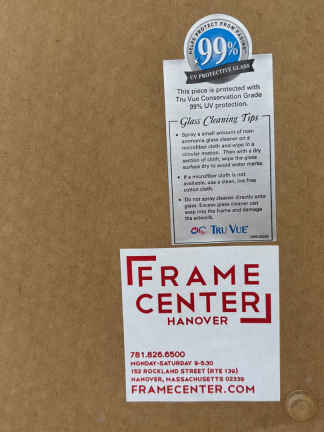 HELPS PROTECT FROM FADING
99%
UV PROTECTIVE GLASS
This piece is protected with
Tru Vue Conservation Grade
99% UV protection.
Glass Cleaning Tips
• Spray a small amount of non-
ammonia glass cleaner on a
microfiber cloth and wipe in a
circular motion. Then with a dry
section of cloth, wipe the glass
surface dry to avoid water marks.
• If a microfiber cloth is not
available, use a clean, lint free
cotton cloth.
• Do not spray cleaner directly onto
glass. Excess glass cleaner can
seep into the frame and damage
the artwork.
TRU VUE
FRAME
CENTER
HANOVER
781.826.6500
MONDAY-SATURDAY 9-5:30
152 ROCKLAND STREET (RTE 139)
HANOVER, MASSACHUSETTS 02339
FRAMECENTER.COM